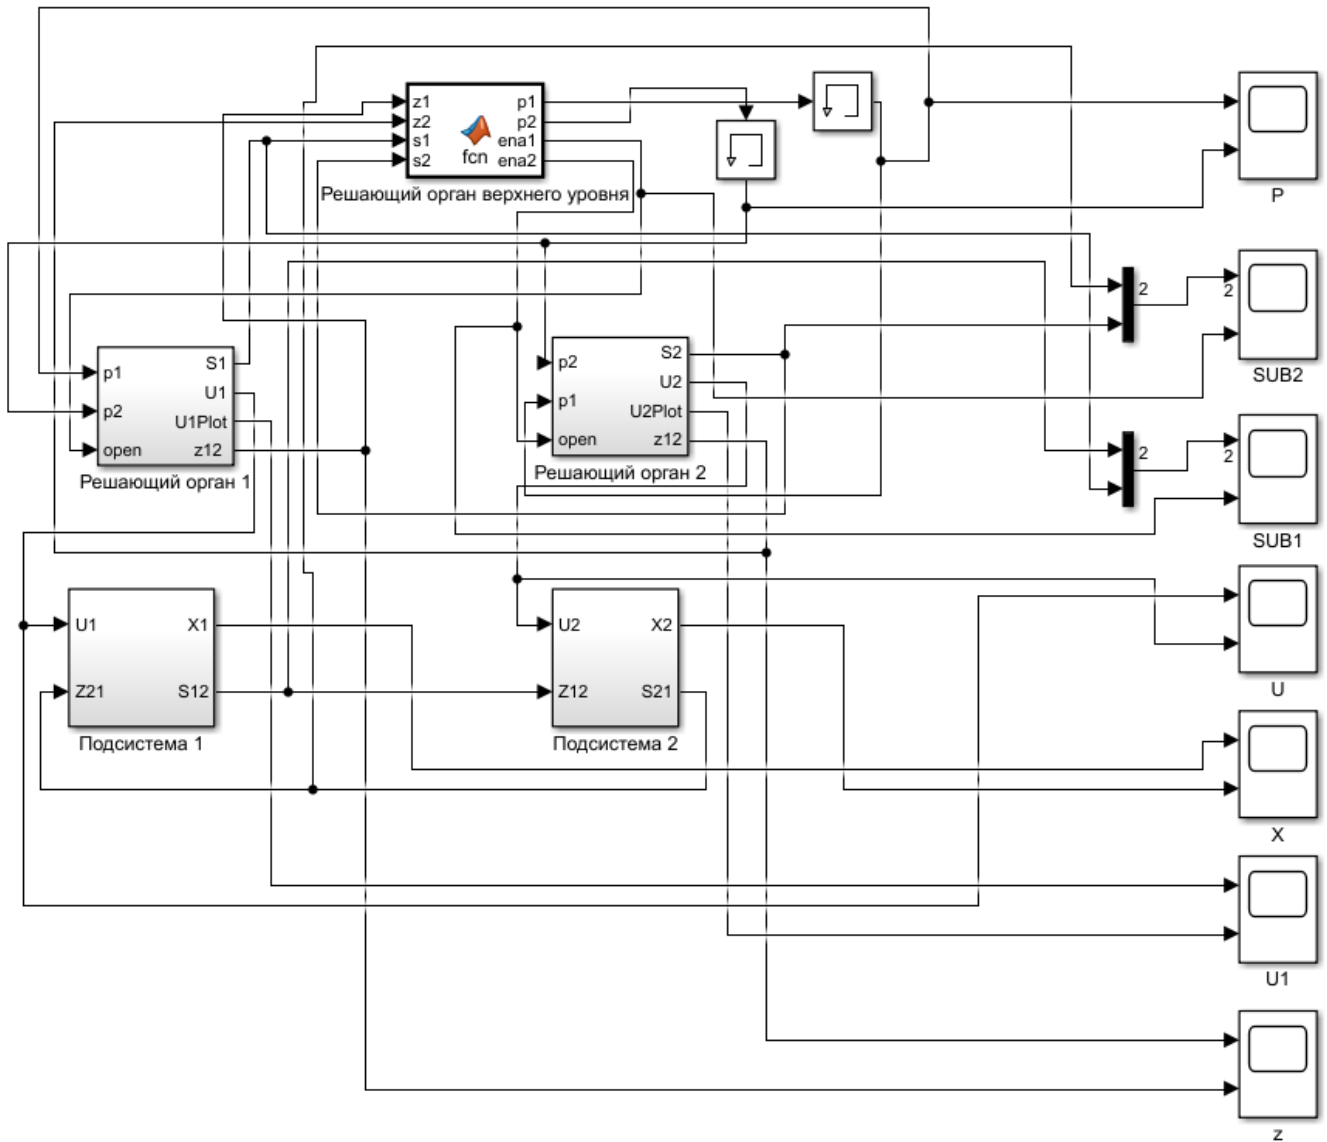 z1
z2
s1
s2
fcn
p1
p2
ena1
ena2
Решающий орган верхнего уровня
P
2
2
SUB2
p1
p2
open
S1
U1
U1Plot
z12
Решающий орган 1
p2
p1
open
S2
U2
U2Plot
z12
Решающий орган 2
2
2
SUB1
U1
Z21
X1
S12
Подсистема 1
U2
Z12
X2
S21
Подсистема 2
U
X
U1
z